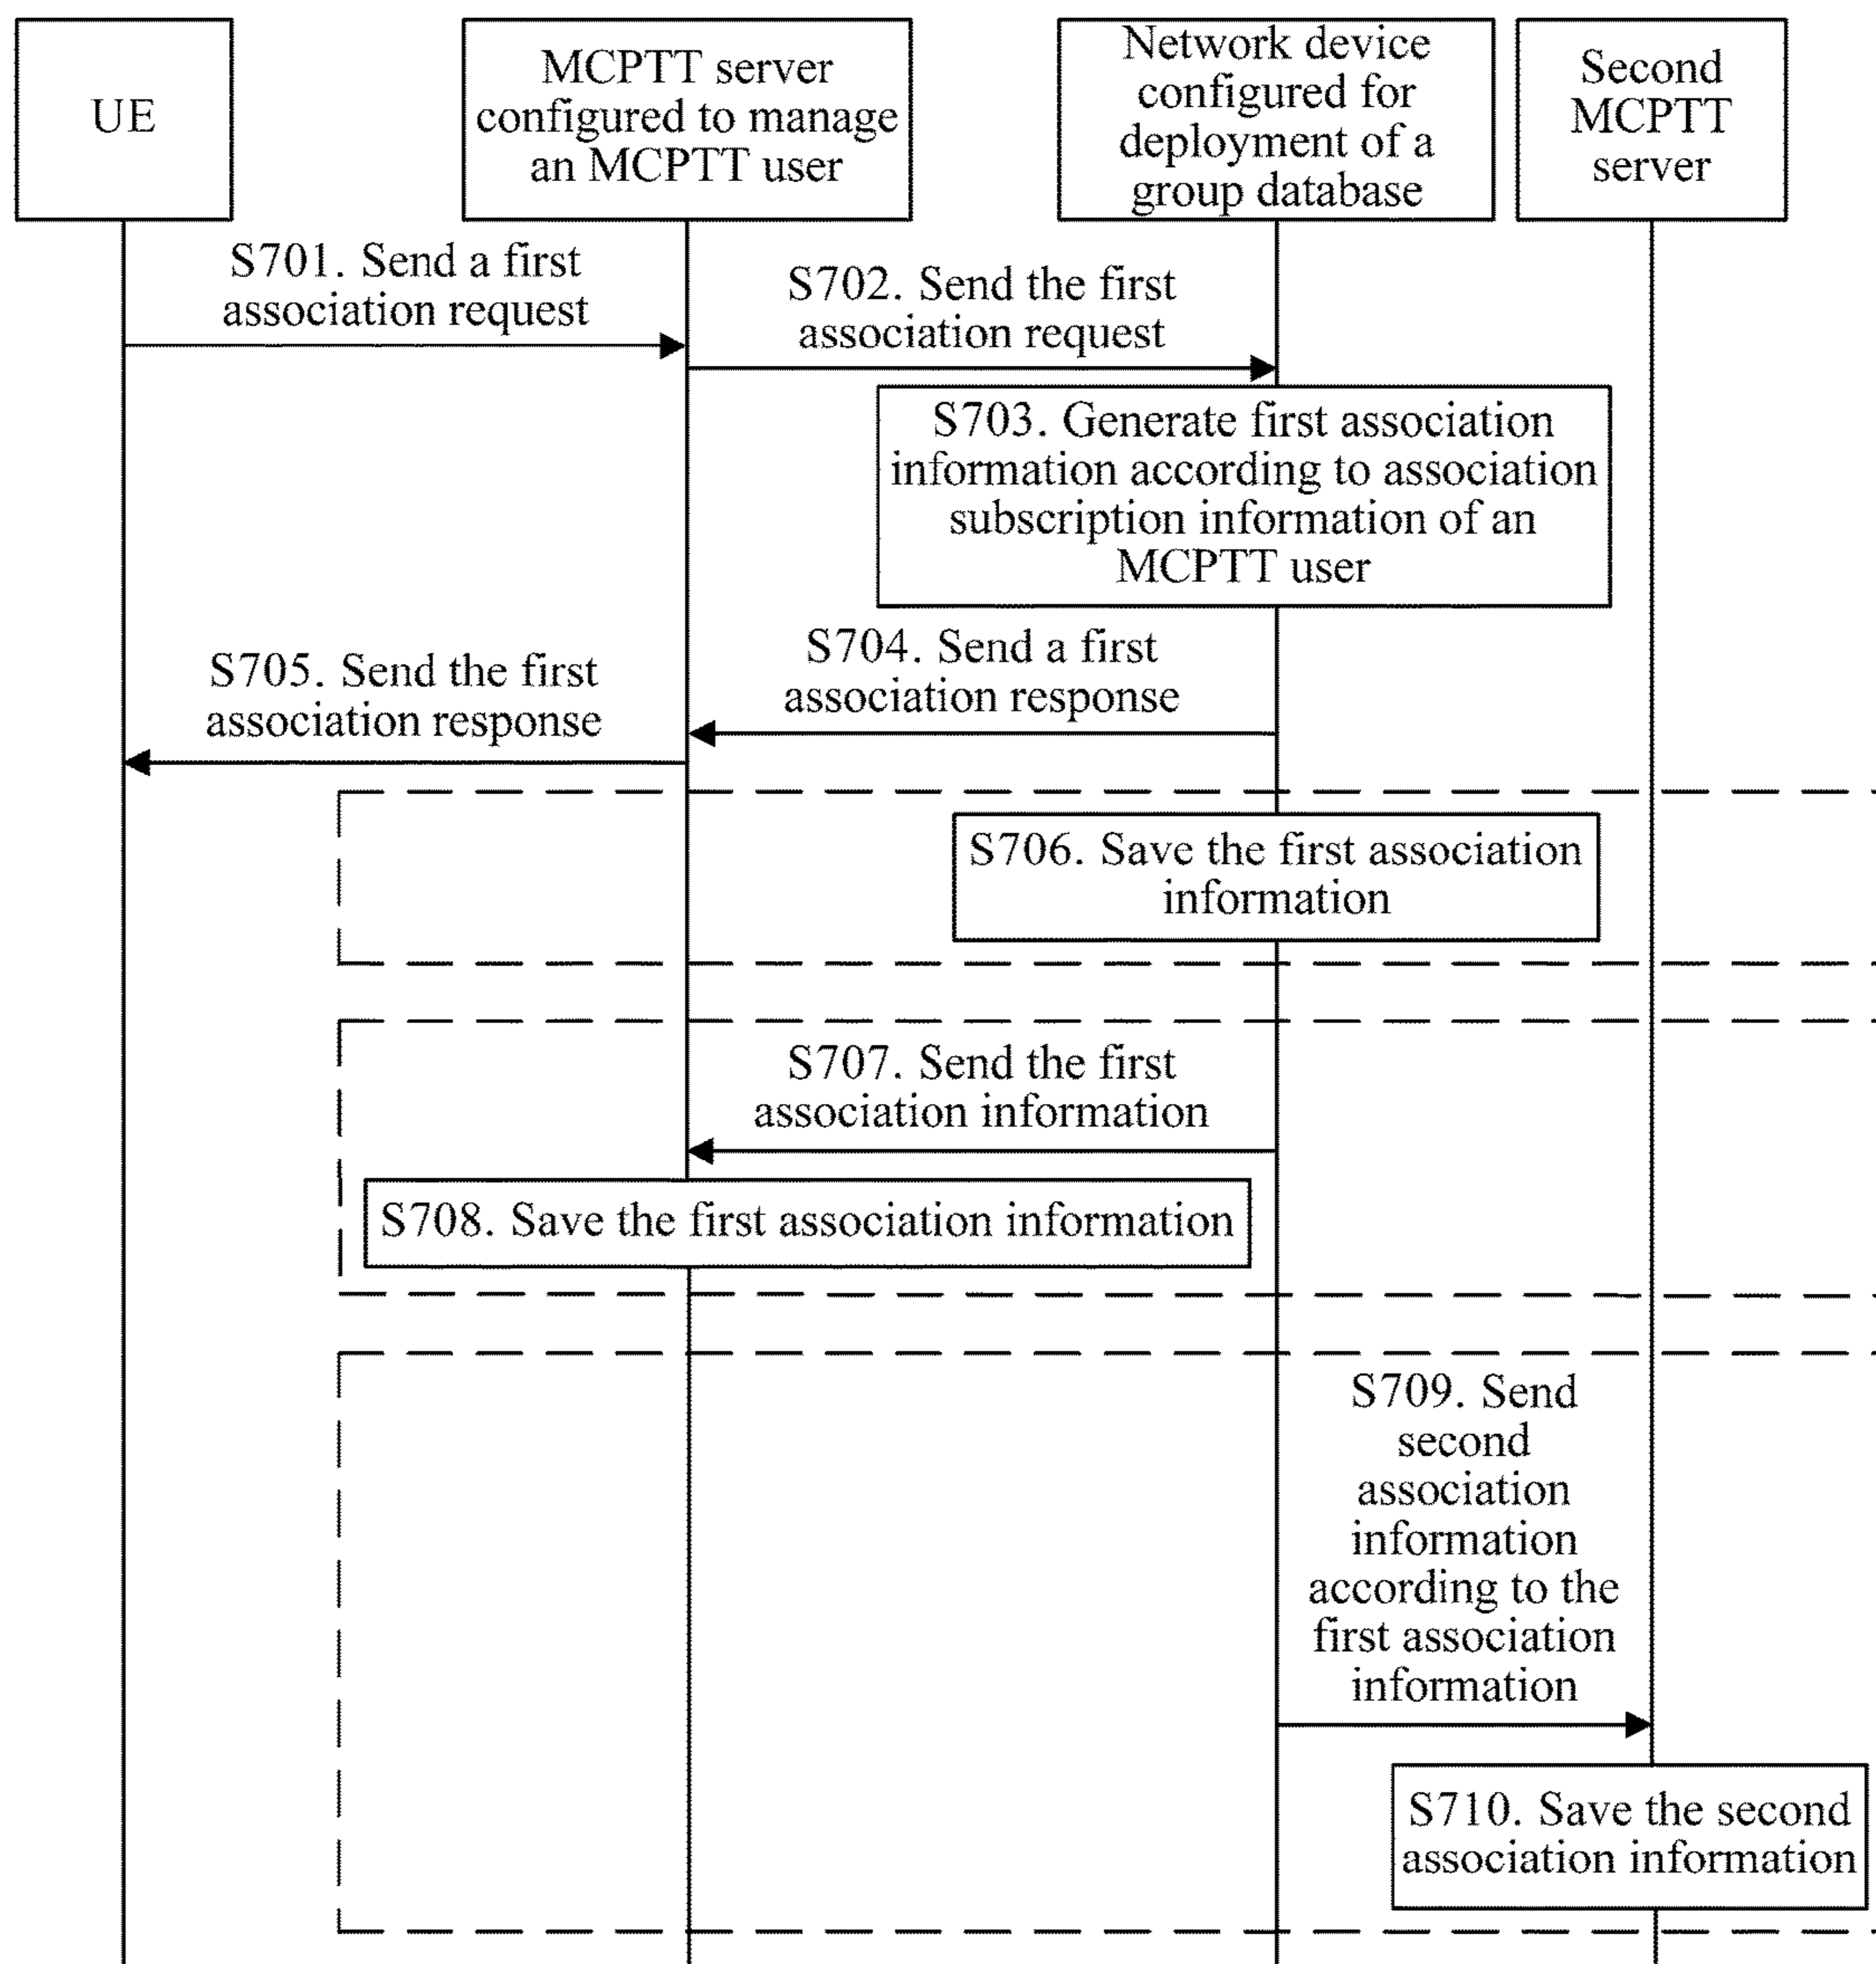 UE
MCPTT server
configured to manage
an MCPTT user
Network device
configured for
deployment of a
group database
Second
MCPTT
server
S701. Send a first
association request
S702. Send the first
association request
S703. Generate first association
information according to association
subscription information of an
MCPTT user
S704. Send a first
association response
S705. Send the first
association response
S706. Save the first association
information
S707. Send the first
association information
S708. Save the first association information
S709. Send
second
association
information
according to the
first association
information
S710. Save the second
association information